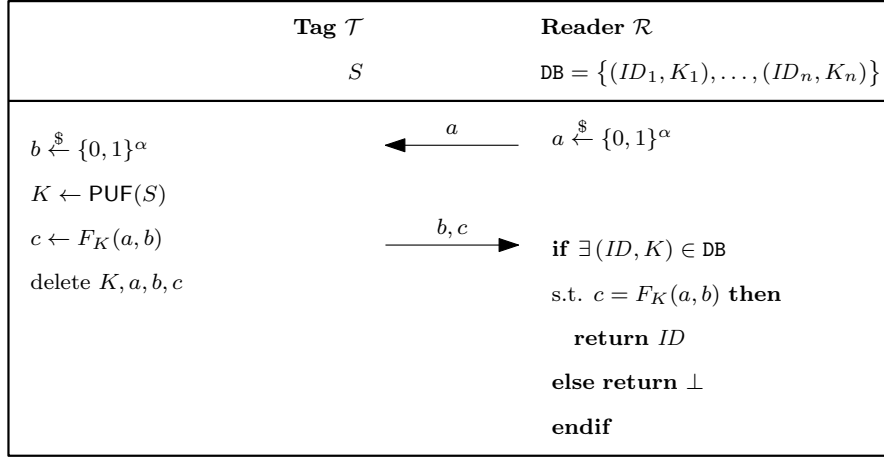 Tag 𝒯 Reader ℛ
S DB = {(ID₁, K₁), . . . , (IDₙ, Kₙ)}
b ←$ {0, 1}^α a a ←$ {0, 1}^α
K ← PUF(S)
c ← F_K(a, b) b, c if ∃ (ID, K) ∈ DB
delete K, a, b, c s.t. c = F_K(a, b) then
return ID
else return ⊥
endif